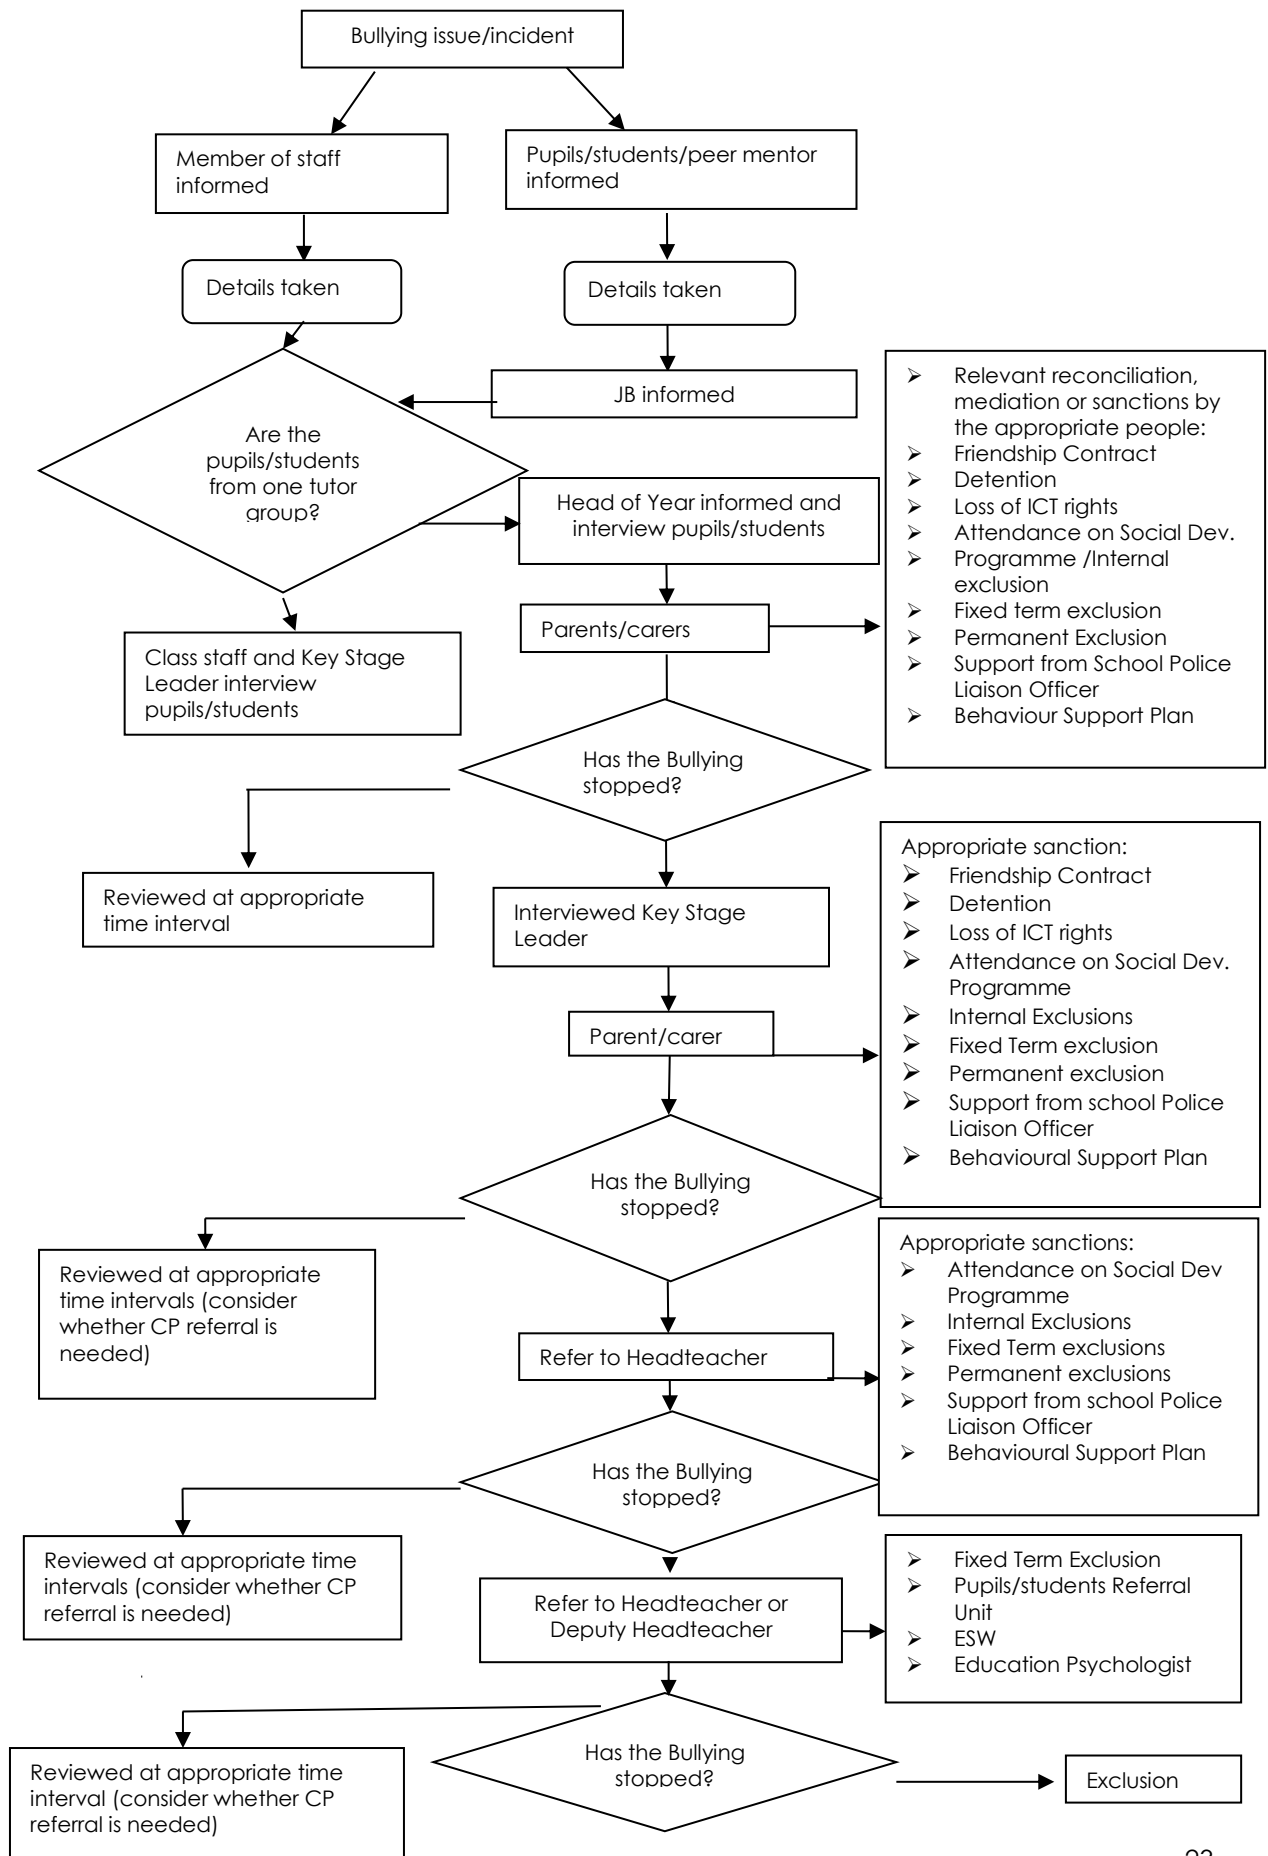 Bullying issue/incident
Member of staff
informed
Pupils/students/peer mentor
informed
Details taken
Details taken
JB informed
Are the
pupils/students
from one tutor
group?
Head of Year informed and
interview pupils/students
➢ Relevant reconciliation,
mediation or sanctions by
the appropriate people:
➢ Friendship Contract
➢ Detention
➢ Loss of ICT rights
➢ Attendance on Social Dev.
➢ Programme /Internal
exclusion
➢ Fixed term exclusion
➢ Permanent Exclusion
➢ Support from School Police
Liaison Officer
➢ Behaviour Support Plan
Parents/carers
Class staff and Key Stage
Leader interview
pupils/students
Has the Bullying
stopped?
Reviewed at appropriate
time interval
Interviewed Key Stage
Leader
Appropriate sanction:
➢ Friendship Contract
➢ Detention
➢ Loss of ICT rights
➢ Attendance on Social Dev.
Programme
➢ Internal Exclusions
➢ Fixed Term exclusion
➢ Permanent exclusion
➢ Support from school Police
Liaison Officer
➢ Behavioural Support Plan
Parent/carer
Has the Bullying
stopped?
Reviewed at appropriate
time intervals (consider
whether CP referral is
needed)
Appropriate sanctions:
➢ Attendance on Social Dev
Programme
➢ Internal Exclusions
➢ Fixed Term exclusions
➢ Permanent exclusions
➢ Support from school Police
Liaison Officer
➢ Behavioural Support Plan
Refer to Headteacher
Has the Bullying
stopped?
Reviewed at appropriate time
intervals (consider whether CP
referral is needed)
Refer to Headteacher or
Deputy Headteacher
➢ Fixed Term Exclusion
➢ Pupils/students Referral
Unit
➢ ESW
➢ Education Psychologist
Has the Bullying
stopped?
Exclusion
Reviewed at appropriate time
interval (consider whether CP
referral is needed)